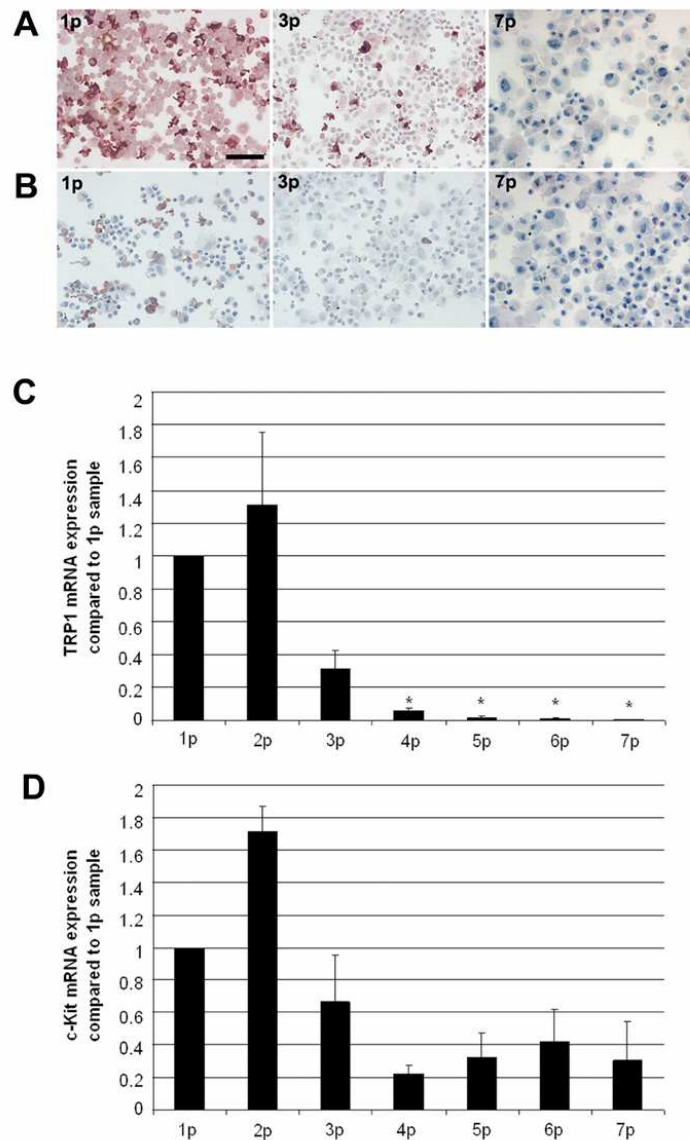 A
1p 3p 7p
B
1p 3p 7p
C
TRP1 mRNA expression
compared to 1p sample
2
1.8
1.6
1.4
1.2
1
0.8
0.6
0.4
0.2
0
* * * *
1p 2p 3p 4p 5p 6p 7p
D
c-Kit mRNA expression
compared to 1p sample
2
1.8
1.6
1.4
1.2
1
0.8
0.6
0.4
0.2
0
1p 2p 3p 4p 5p 6p 7p